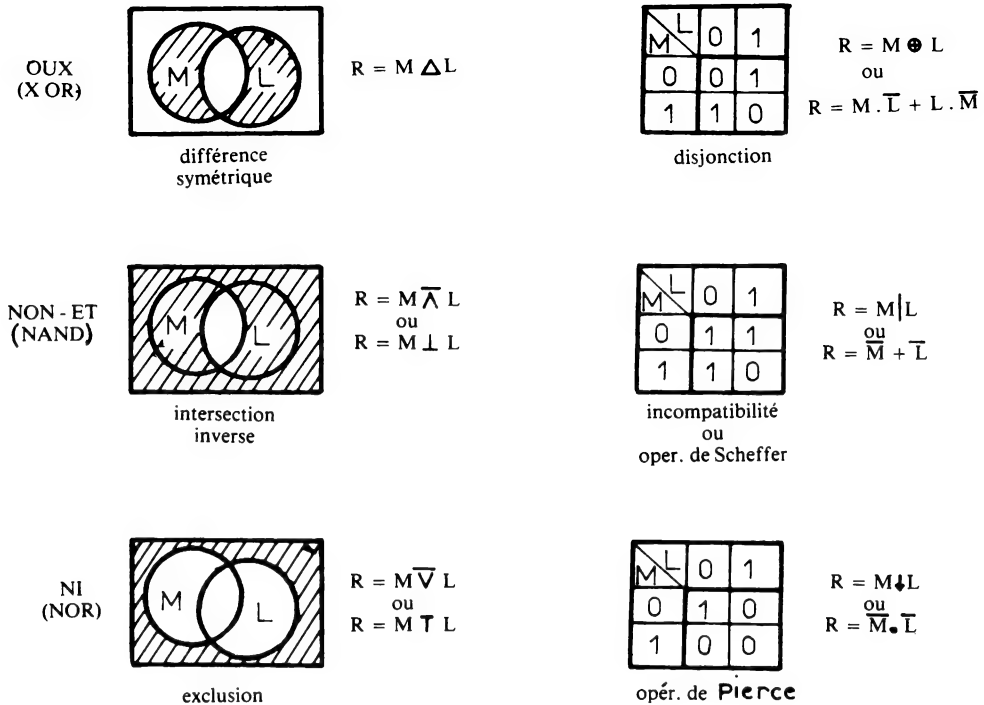 OUX
(X OR)
M L
R = M Δ L
différence
symétrique
M L 0 1
0 0 1
1 1 0
disjonction
R = M ⊕ L
ou
R = M . L̅ + L . M̅
NON - ET
(NAND)
M L
R = M ⊼ L
ou
R = M ⊥ L
intersection
inverse
M L 0 1
0 1 1
1 1 0
incompatibilité
ou
oper. de Scheffer
R = M|L
ou
R = M̅ + L̅
NI
(NOR)
M L
R = M ⊽ L
ou
R = M ⊤ L
exclusion
M L 0 1
0 1 0
1 0 0
opér. de Pierce
R = M↓L
ou
R = M̅ . L̅